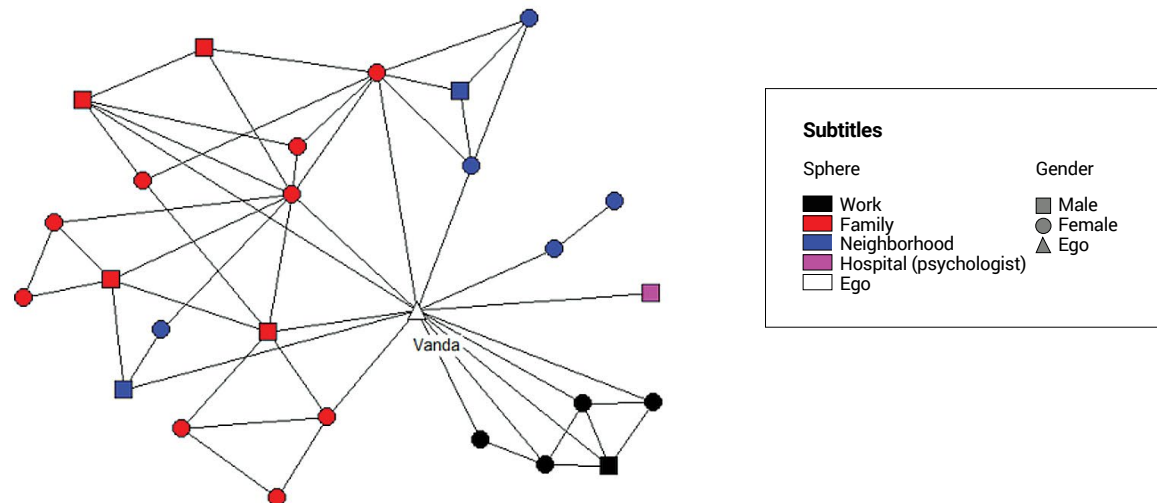 Vanda
Subtitles
Sphere
Gender
Work
Male
Family
Female
Neighborhood
Ego
Hospital (psychologist)
Ego